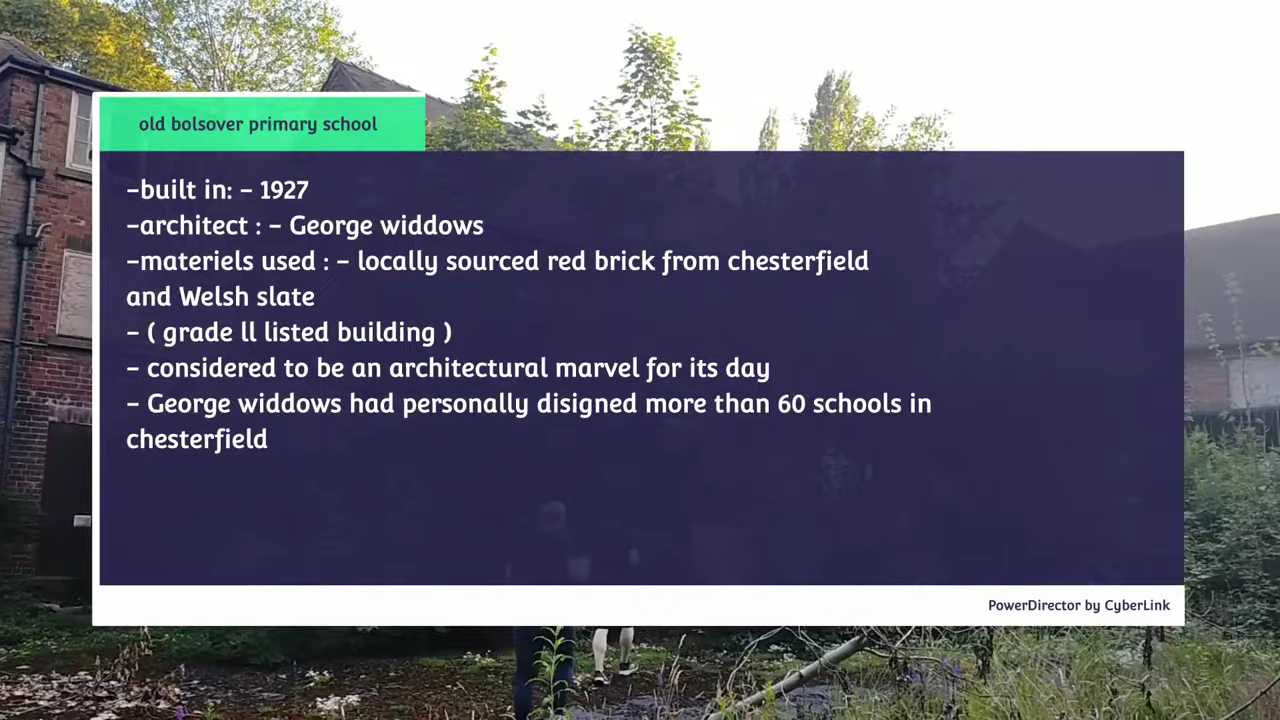 old bolsover primary school
-built in: - 1927
-architect : - George widdows
-materiels used : - locally sourced red brick from chesterfield
and Welsh slate
- ( grade ll listed building )
- considered to be an architectural marvel for its day
- George widdows had personally disigned more than 60 schools in
chesterfield
PowerDirector by CyberLink